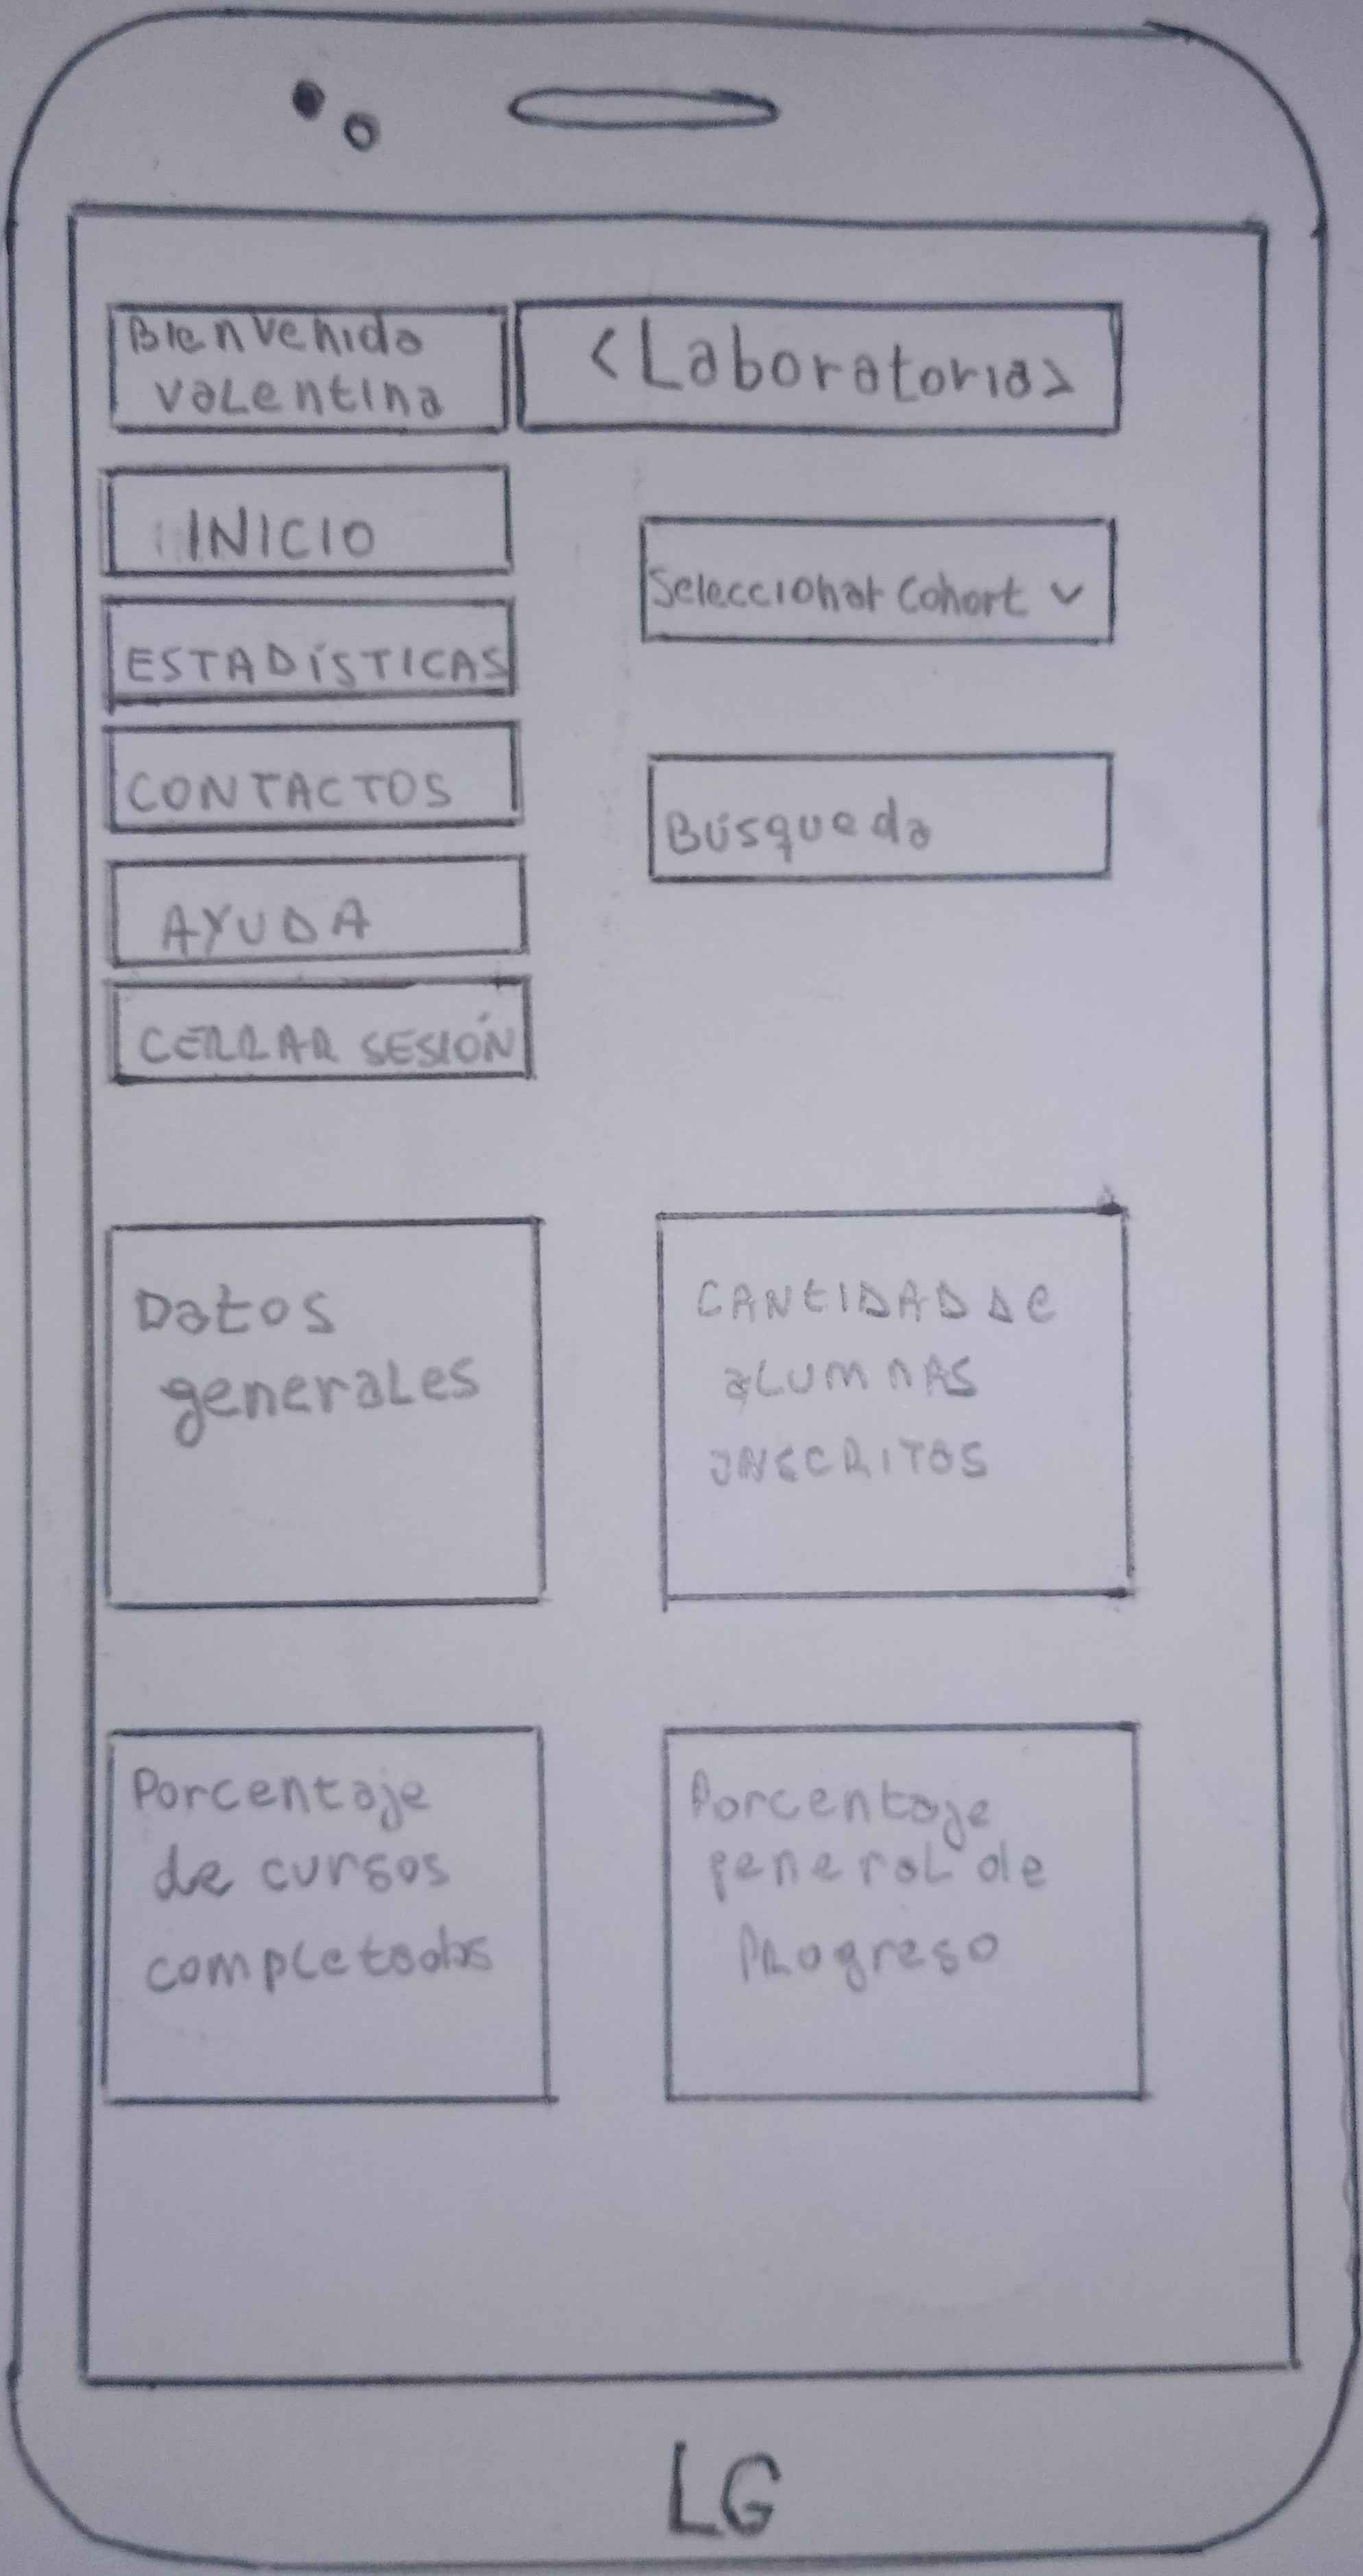 Bienvenida
Valentina
<Laboratoria>
INICIO
ESTADÍSTICAS
CONTACTOS
AYUDA
CERRAR SESIÓN
Seleccionar Cohort ∨
Búsqueda
Datos
generales
CANTIDAD DE
aLUMNAS
INSCRITAS
Porcentaje
de cursos
completados
Porcentaje
general de
Progreso
LG